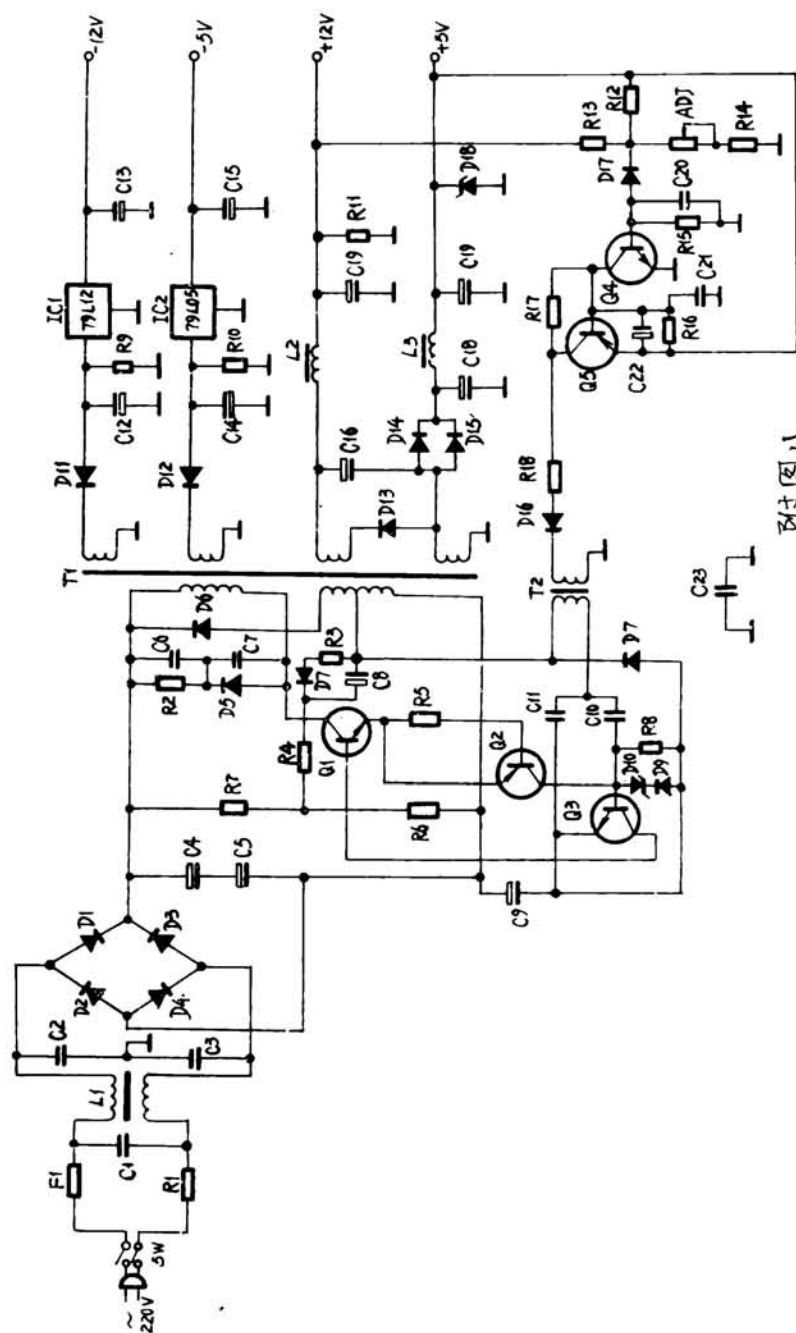 ~
220V
SW
F1
R1
C1
L1
C2
C3
D1
D2
D3
D4
C4
C5
R7
R6
R4
R2
C6
D5
C7
D6
D7
R3
C8
Q1
R5
Q2
Q3
C9
C11
C10
D10
D9
R8
D7
T1
T2
D11
C12
R9
IC1
79L12
C13
-12V
D12
C14
R10
IC2
79L05
C15
-5V
D13
C16
L2
C19
R11
+12V
D14
D15
C18
L3
C19
D18
+5V
D16
R18
R17
Q5
C22
R16
C21
Q4
R15
C20
D17
R13
R12
ADJ
R14
C23
附图1